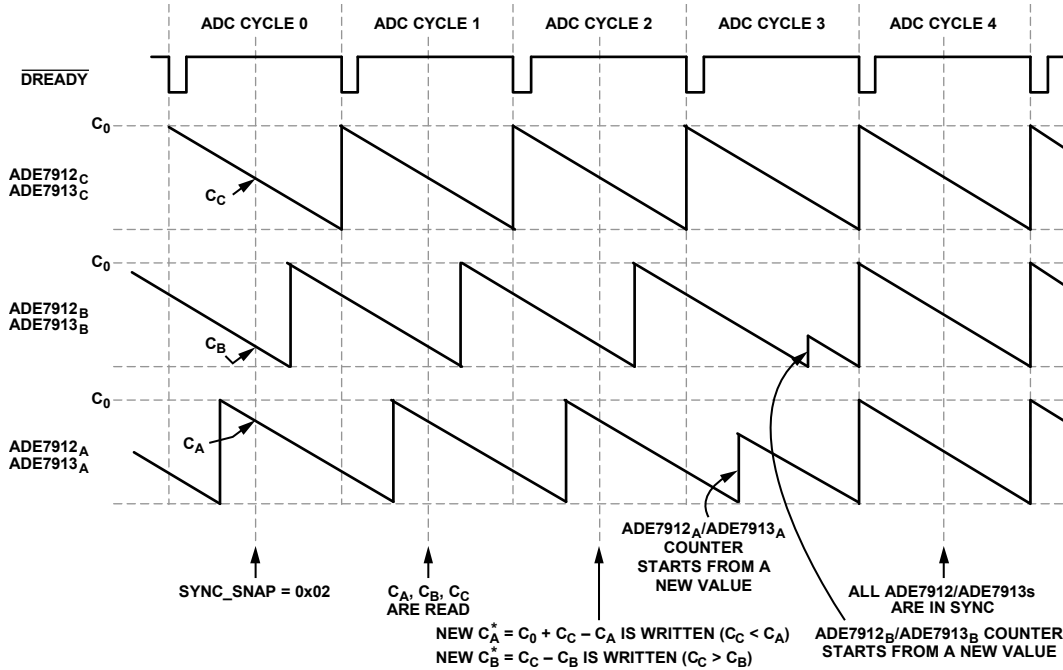 ADC CYCLE 0 ADC CYCLE 1 ADC CYCLE 2 ADC CYCLE 3 ADC CYCLE 4
DREADY
C0
ADE7912C
ADE7913C
CC
C0
ADE7912B
ADE7913B
CB
C0
ADE7912A
ADE7913A
CA
ADE7912A/ADE7913A
COUNTER
STARTS FROM A
NEW VALUE
SYNC_SNAP = 0x02
CA, CB, CC
ARE READ
ALL ADE7912/ADE7913s
ARE IN SYNC
NEW CA* = C0 + CC – CA IS WRITTEN (CC < CA)
NEW CB* = CC – CB IS WRITTEN (CC > CB)
ADE7912B/ADE7913B COUNTER
STARTS FROM A NEW VALUE